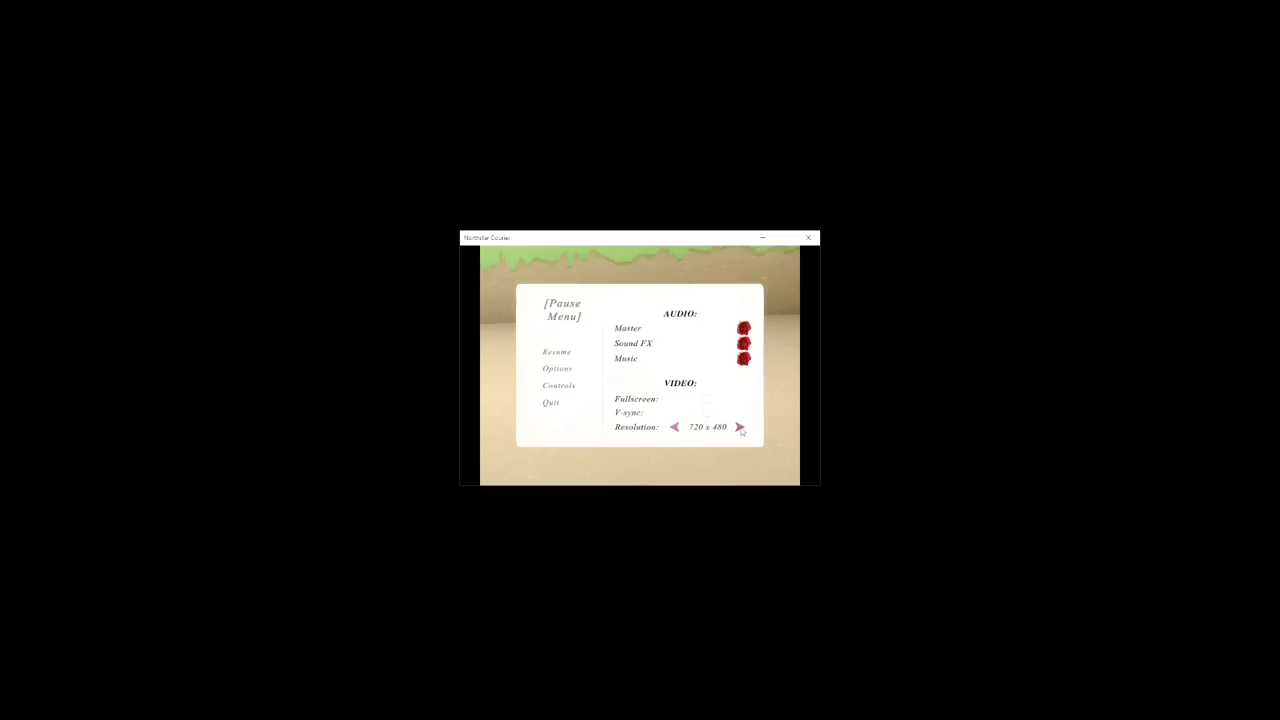 Northstar Courier
[Pause
Menu]
Resume
Options
Controls
Quit
AUDIO:
Master
Sound FX
Music
VIDEO:
Fullscreen:
V-sync:
Resolution: 720 x 480